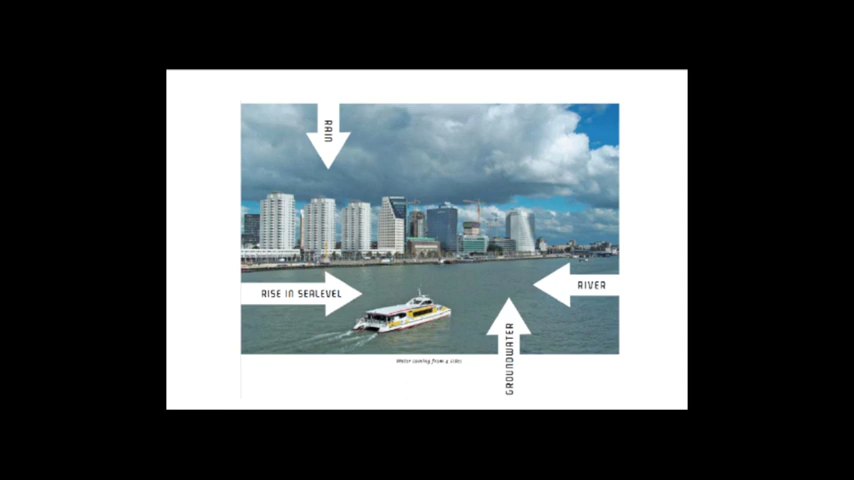 RAIN
RISE IN SEALEVEL
RIVER
GROUNDWATER
Water coming from 4 sides